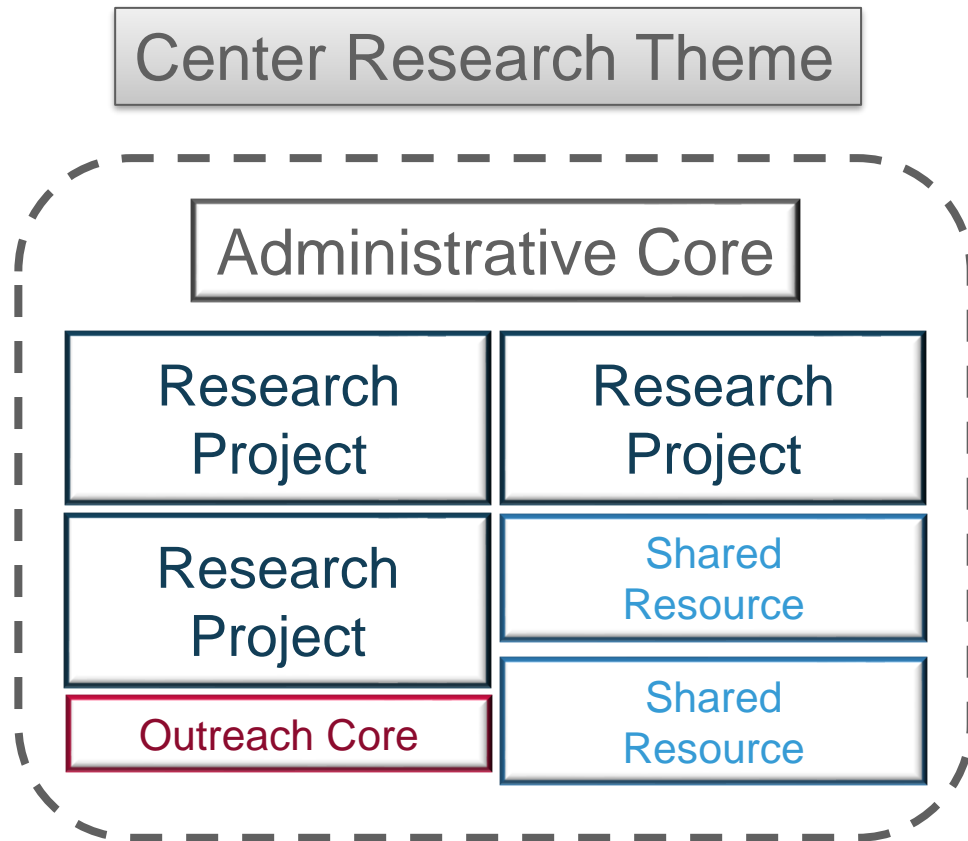 Center Research Theme
Administrative Core
Research
Project
Research
Project
Research
Project
Shared
Resource
Outreach Core
Shared
Resource